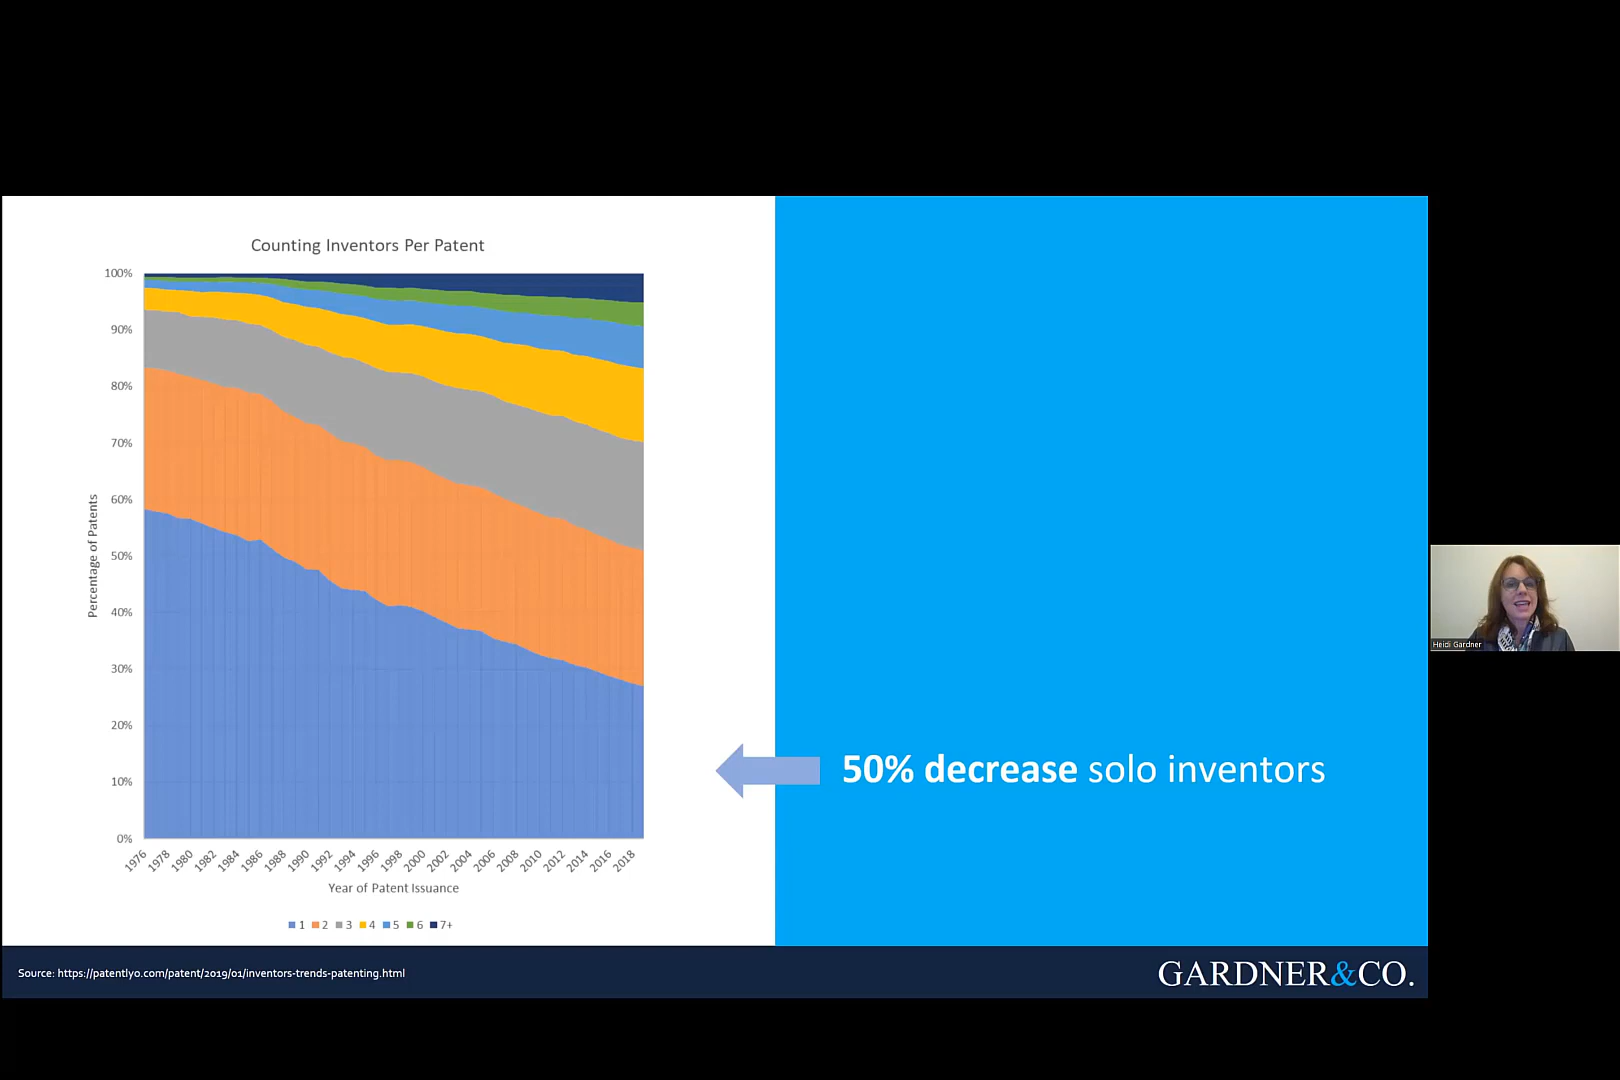 Counting Inventors Per Patent
100%
90%
80%
70%
60%
50%
40%
30%
20%
10%
0%
Percentage of Patents
1976 1978 1980 1982 1984 1986 1988 1990 1992 1994 1996 1998 2000 2002 2004 2006 2008 2010 2012 2014 2016 2018
Year of Patent Issuance
1 2 3 4 5 6 7+
50% decrease solo inventors
Heidi Gardner
Source: https://patentlyo.com/patent/2019/01/inventors-trends-patenting.html
GARDNER&CO.